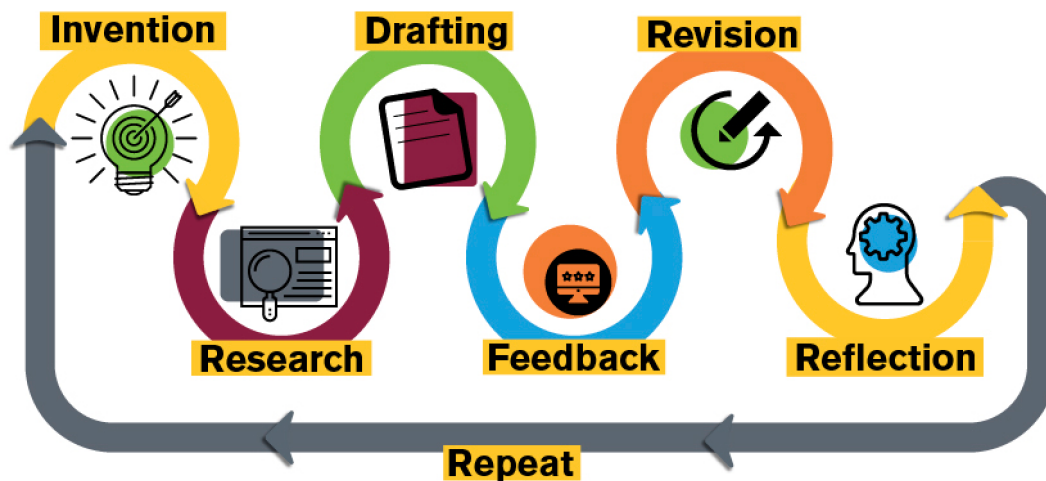 Invention
Drafting
Revision
Research
Feedback
Reflection
Repeat